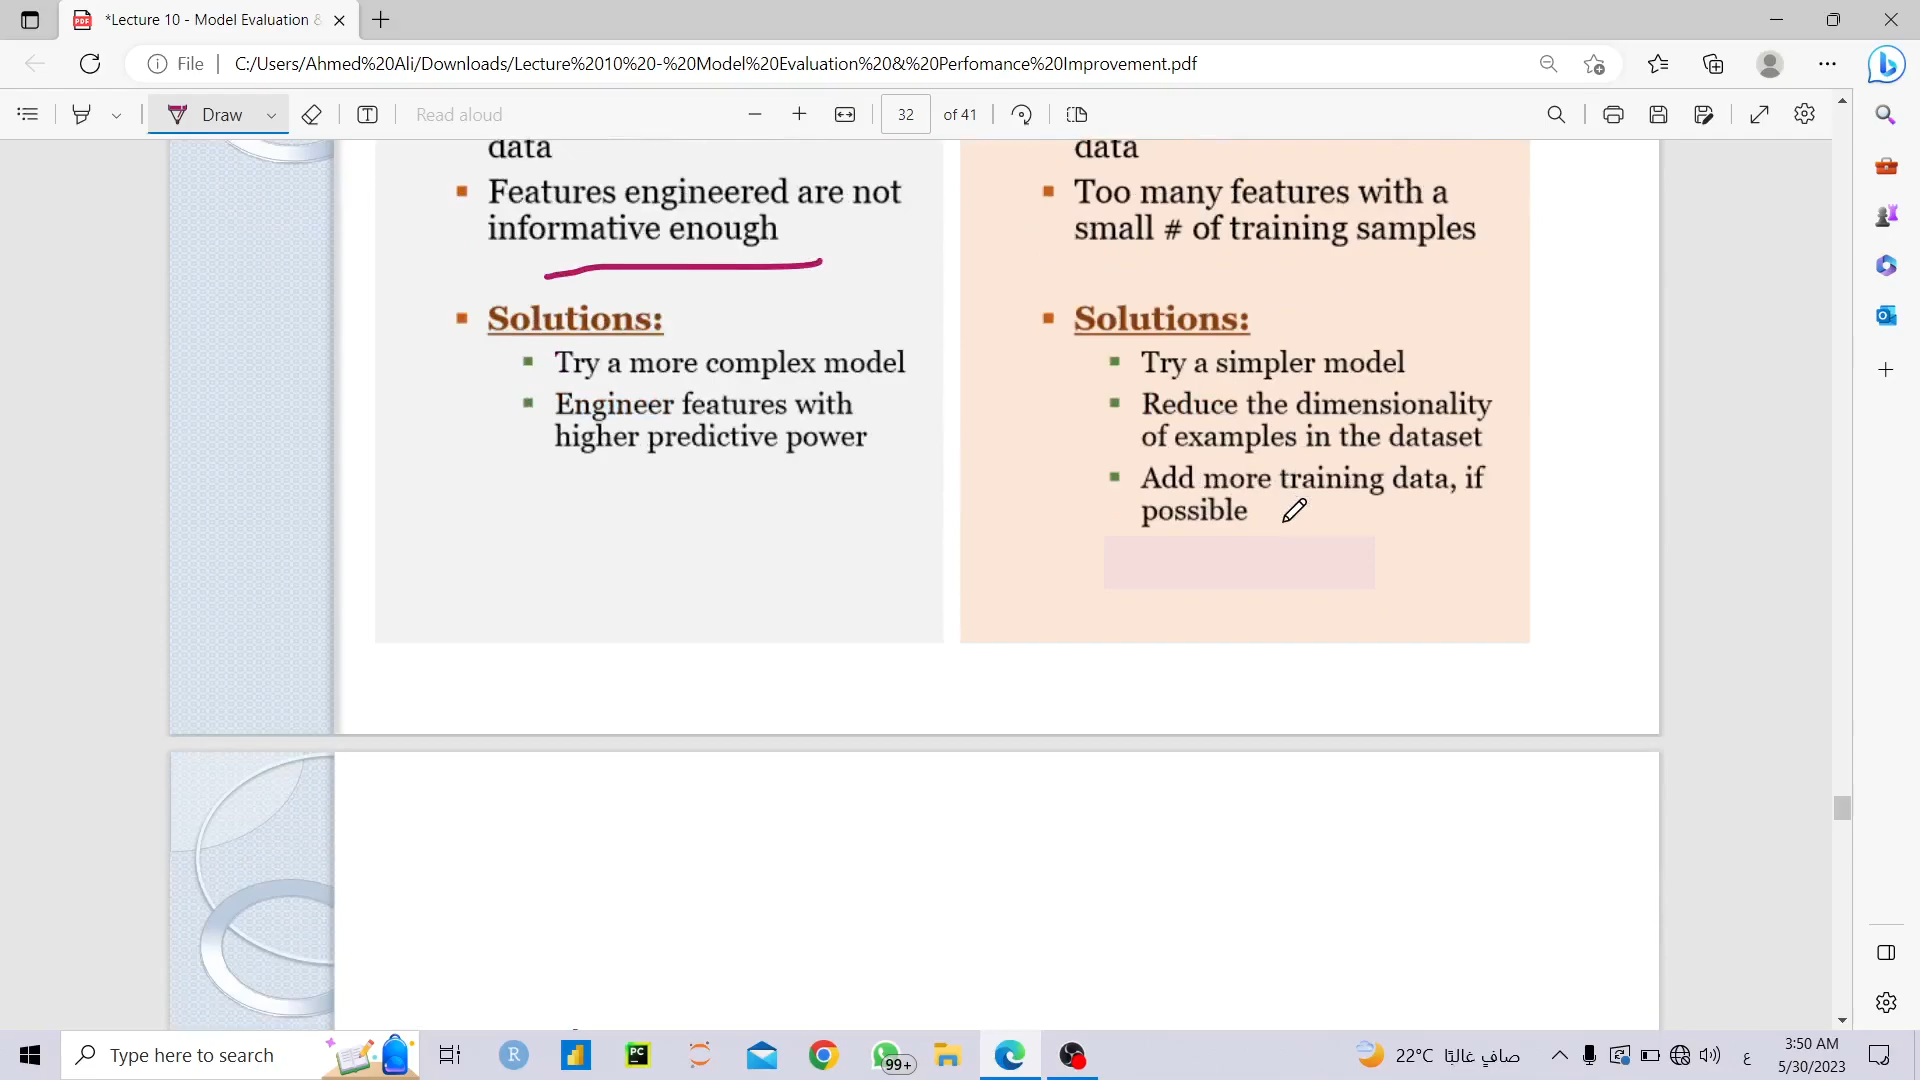 *Lecture 10 - Model Evaluation &
File
C:/Users/Ahmed%20Ali/Downloads/Lecture%2010%20-%20Model%20Evaluation%20&%20Perfomance%20Improvement.pdf
Draw
Read aloud
32
of 41
data
Features engineered are not
informative enough
Solutions:
Try a more complex model
Engineer features with
higher predictive power
data
Too many features with a
small # of training samples
Solutions:
Try a simpler model
Reduce the dimensionality
of examples in the dataset
Add more training data, if
possible
Type here to search
R
PC
99+
22°C
صافٍ غالبًا
ع
3:50 AM
5/30/2023